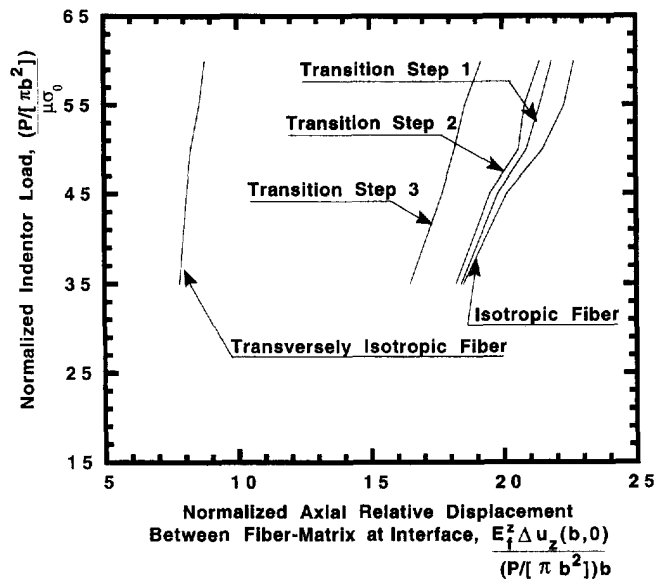 Normalized Indentor Load, (P/[ πb²])
μσ₀
65
55
45
35
25
15
Transition Step 1
Transition Step 2
Transition Step 3
Isotropic Fiber
Transversely Isotropic Fiber
5 10 15 20 25
Normalized Axial Relative Displacement
Between Fiber-Matrix at Interface, E_f^z Δ u_z(b,0)
(P/[ π b²])b